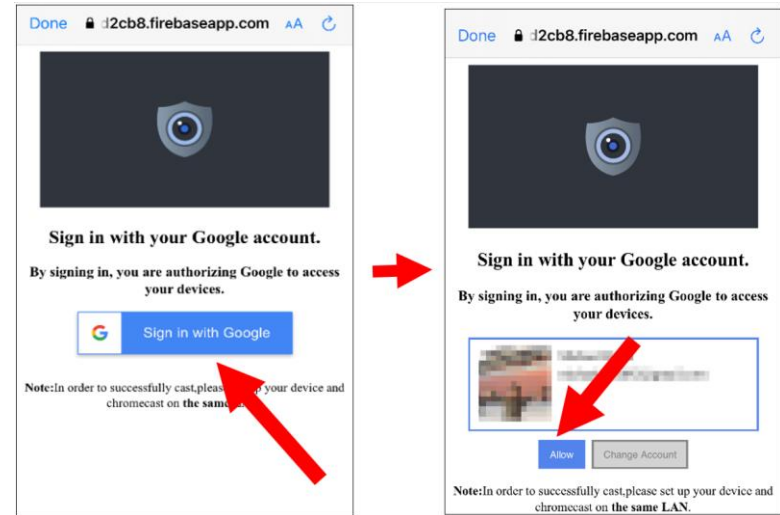 Done d2cb8.firebaseapp.com AA
Sign in with your Google account.
By signing in, you are authorizing Google to access
your devices.
G Sign in with Google
Note:In order to successfully cast,please up your device and
chromecast on the same
Done d2cb8.firebaseapp.com AA
Sign in with your Google account.
By signing in, you are authorizing Google to access
your devices.
Allow Change Account
Note:In order to successfully cast,please set up your device and
chromecast on the same LAN.